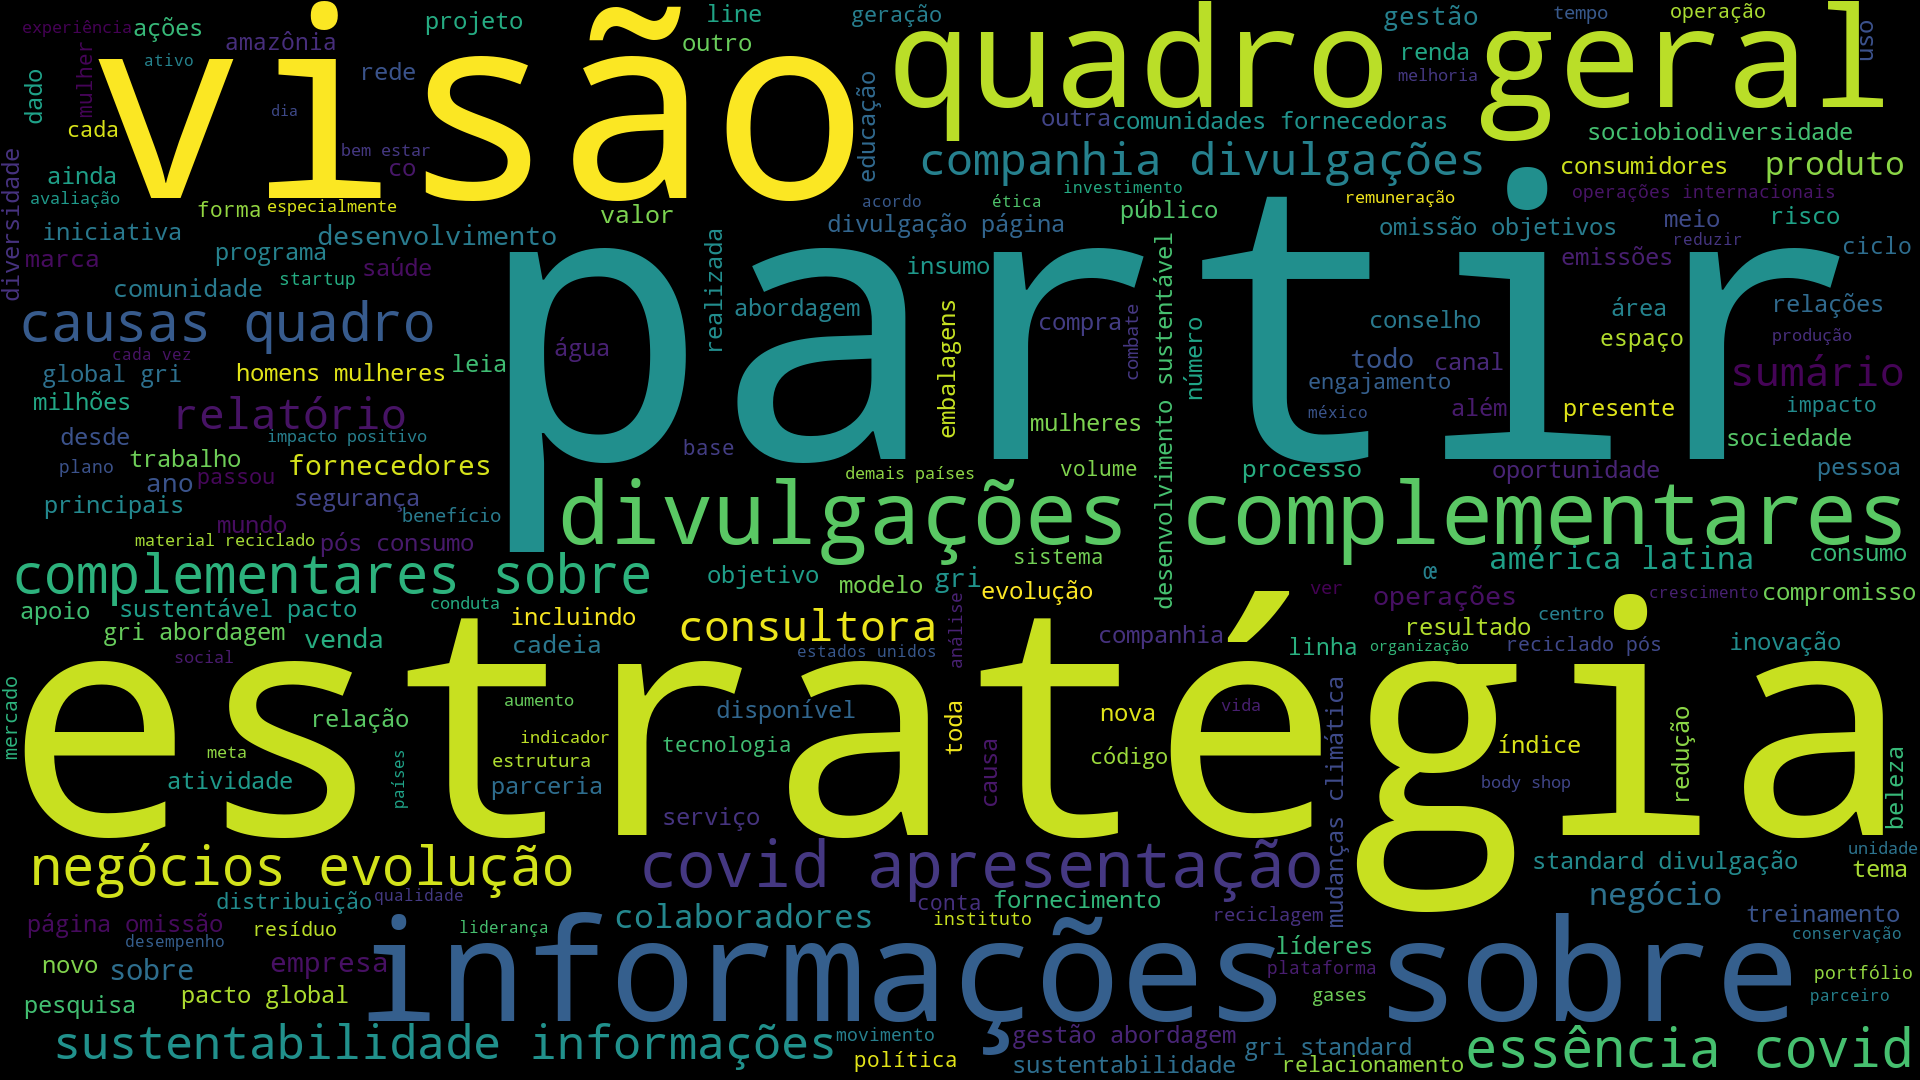 experiência
ações
projeto
line
geração
gestão
tempo
operação
amazônia
outro
visão
quadro geral
renda
uso
ativo
rede
melhoria
mulher
dado
dia
educação
outra
comunidades fornecedoras
sociobiodiversidade
cada
bem estar
co
companhia divulgações
consumidores
produto
diversidade
ainda
avaliação
forma
especialmente
valor
acordo
ética
investimento
público
remuneração
operações internacionais
iniciativa
desenvolvimento
divulgação página
omissão objetivos
meio
risco
marca
programa
saúde
realizada
insumo
partir
emissões
reduzir
ciclo
startup
comunidade
abordagem
embalagens
compra
combate
desenvolvimento sustentável
número
conselho
área
relações
causas quadro
água
espaço
produção
cada vez
leia
todo
canal
global gri
homens mulheres
engajamento
sumário
milhões
relatório
mulheres
méxico
além
presente
impacto
desde
impacto positivo
base
sociedade
plano
trabalho
fornecedores
demais países
volume
processo
oportunidade
pessoa
ano
passou
principais
segurança
benefício
divulgações complementares
mundo
material reciclado
pós consumo
sistema
américa latina
consumo
complementares sobre
objetivo
modelo
gri
evolução
œ
ver
operações
crescimento
compromisso
apoio
sustentável pacto
conduta
incluindo
consultora
análise
centro
gri abordagem
venda
cadeia
estados unidos
companhia
linha
resultado
organização
reciclado pós
inovação
social
estratégia
mercado
relação
aumento
disponível
toda
nova
vida
mudanças climática
redução
meta
indicador
tecnologia
código
índice
atividade
países
estrutura
parceria
causa
body shop
beleza
serviço
negócios evolução
covid apresentação
standard divulgação
unidade
tema
distribuição
qualidade
conta
fornecimento
negócio
página omissão
resíduo
liderança
colaboradores
instituto
reciclagem
treinamento
desempenho
conservação
novo
sobre
empresa
informações sobre
líderes
plataforma
portfólio
pesquisa
pacto global
gases
parceiro
sustentabilidade informações
movimento
gestão abordagem
gri standard
essência covid
política
sustentabilidade
relacionamento